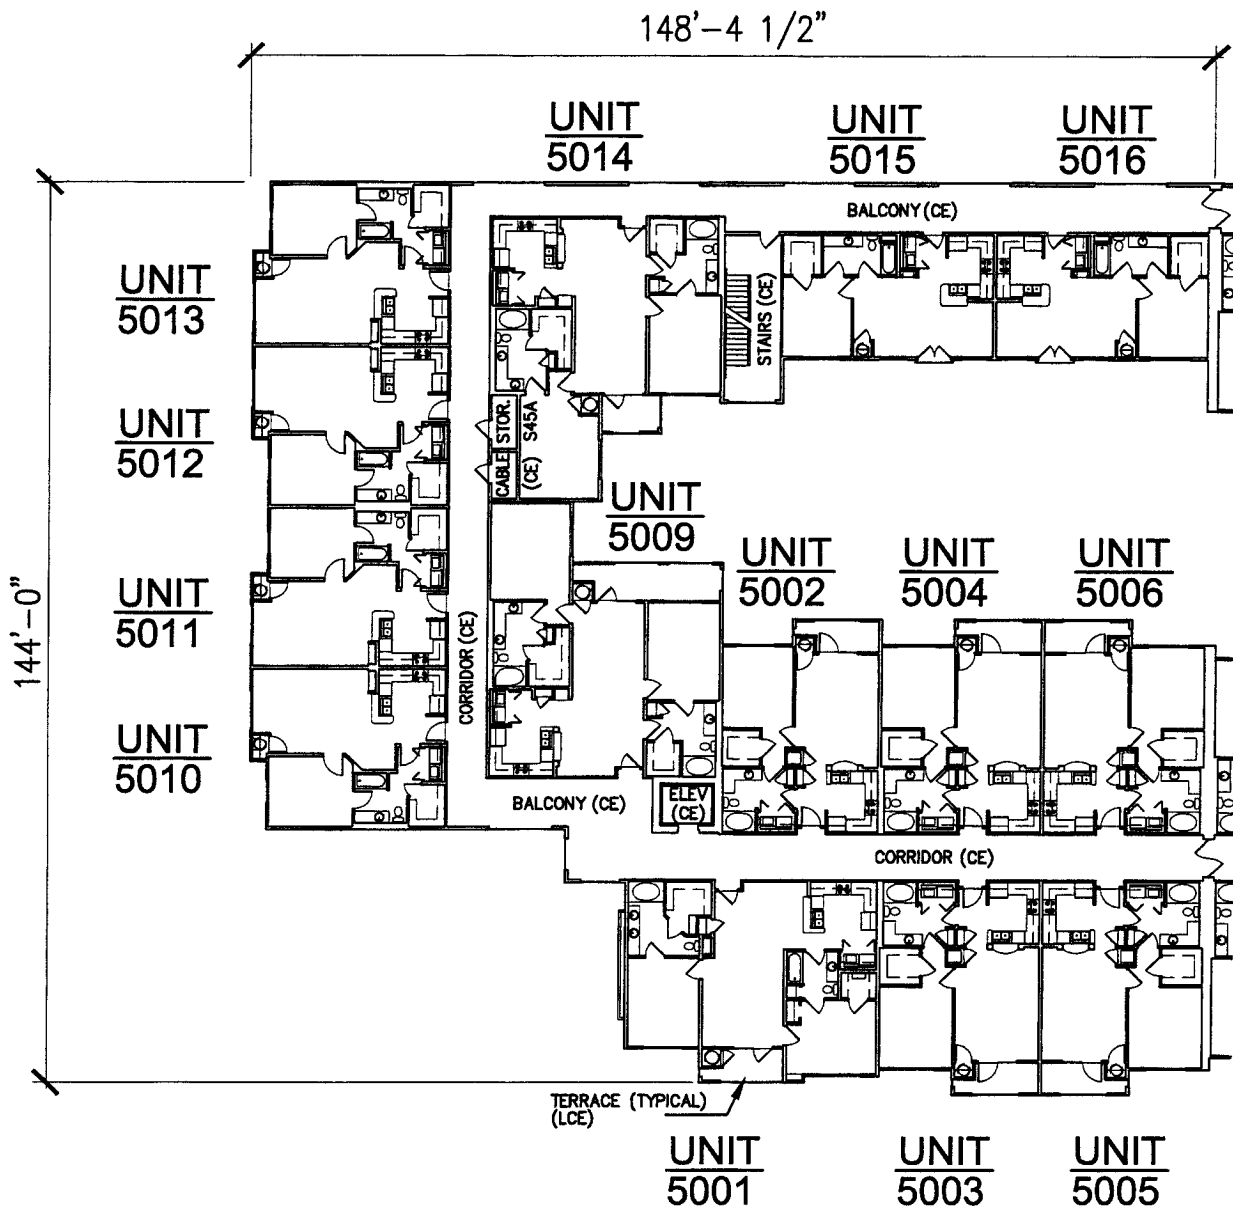 148'-4 1/2"
UNIT
5014
UNIT
5015
UNIT
5016
BALCONY (CE)
UNIT
5013
STAIRS (CE)
UNIT
5012
STOR.
S45A
(CE)
CABLE
UNIT
5009
UNIT
5002
UNIT
5004
UNIT
5006
144'-0"
UNIT
5011
CORRIDOR (CE)
UNIT
5010
BALCONY (CE)
ELEV
(CE)
CORRIDOR (CE)
TERRACE (TYPICAL)
(LCE)
UNIT
5001
UNIT
5003
UNIT
5005